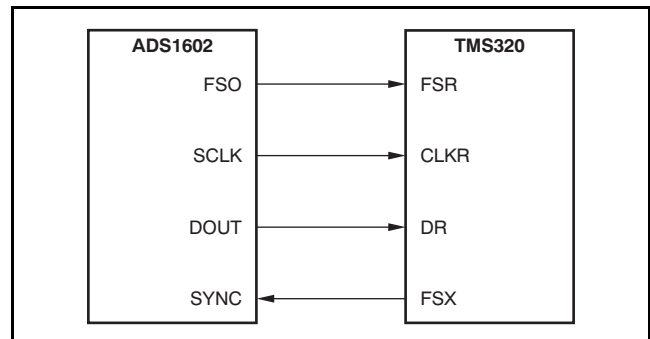 ADS1602 TMS320
FSO FSR
SCLK CLKR
DOUT DR
SYNC FSX